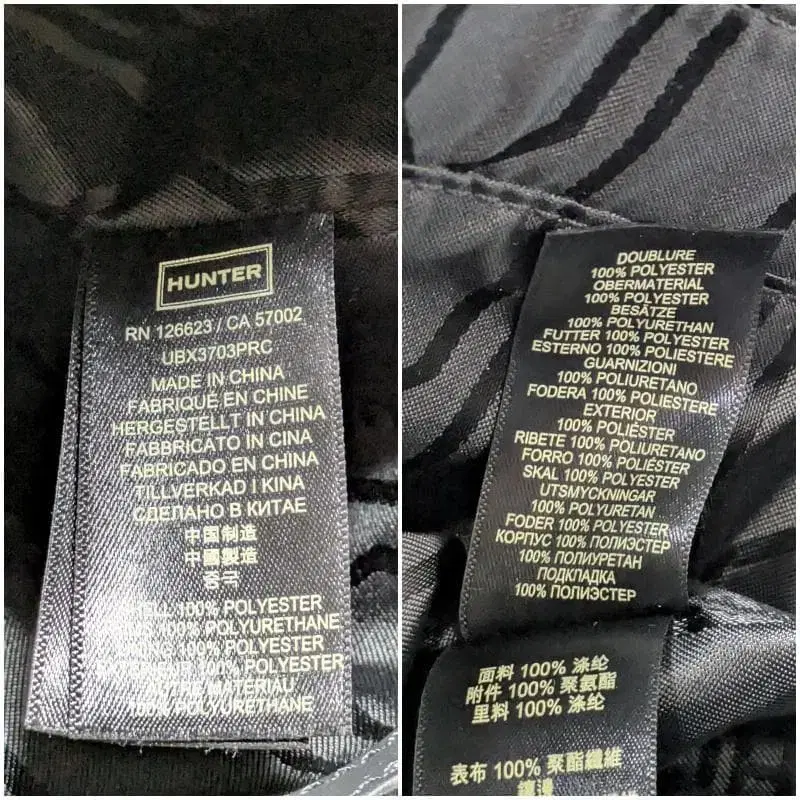 HUNTER
RN 126623 / CA 57002
UBX3703PRC
MADE IN CHINA
FABRIQUÉ EN CHINE
HERGESTELLT IN CHINA
FABBRICATO IN CINA
FABRICADO EN CHINA
TILLVERKAD I KINA
СДЕЛАНО В КИТАЕ
中国制造
中國製造
중국
100% POLYESTER
100% POLYURETHANE
100% POLYESTER
100% POLYESTER
MATERIAU
100% POLYURETHANE
DOUBLURE
100% POLYESTER
OBERMATERIAL
100% POLYESTER
BESÄTZE
100% POLYURETHAN
FUTTER 100% POLYESTER
ESTERNO 100% POLIESTERE
GUARNIZIONI
100% POLIURETANO
FODERA 100% POLIESTERE
EXTERIOR
100% POLIÉSTER
RIBETE 100% POLIURETANO
FORRO 100% POLIÉSTER
SKAL 100% POLYESTER
UTSMYCKNINGAR
100% POLYURETAN
FODER 100% POLYESTER
КОРПУС 100% ПОЛИЭСТЕР
100% ПОЛИУРЕТАН
ПОДКЛАДКА
100% ПОЛИЭСТЕР
面料 100% 涤纶
附件 100% 聚氨酯
里料 100% 涤纶
表布 100% 聚酯纖維